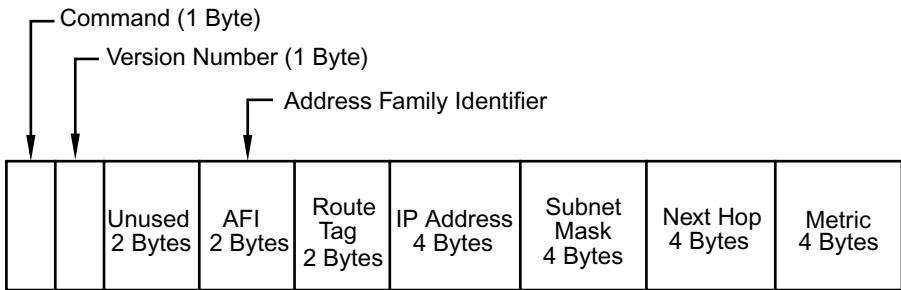 Command (1 Byte)
Version Number (1 Byte)
Address Family Identifier
Unused
2 Bytes
AFI
2 Bytes
Route
Tag
2 Bytes
IP Address
4 Bytes
Subnet
Mask
4 Bytes
Next Hop
4 Bytes
Metric
4 Bytes